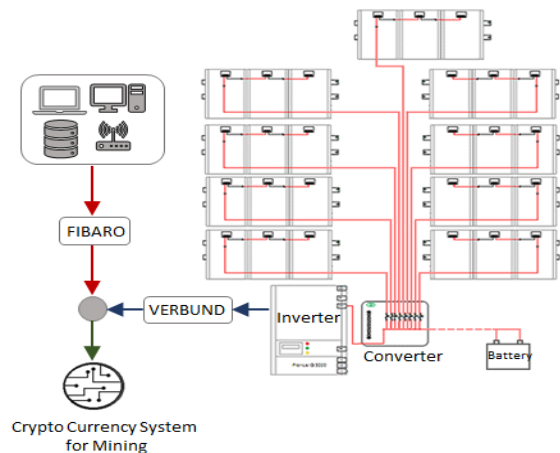 FIBARO
VERBUND
Inverter
Converter
Battery
Crypto Currency System
for Mining